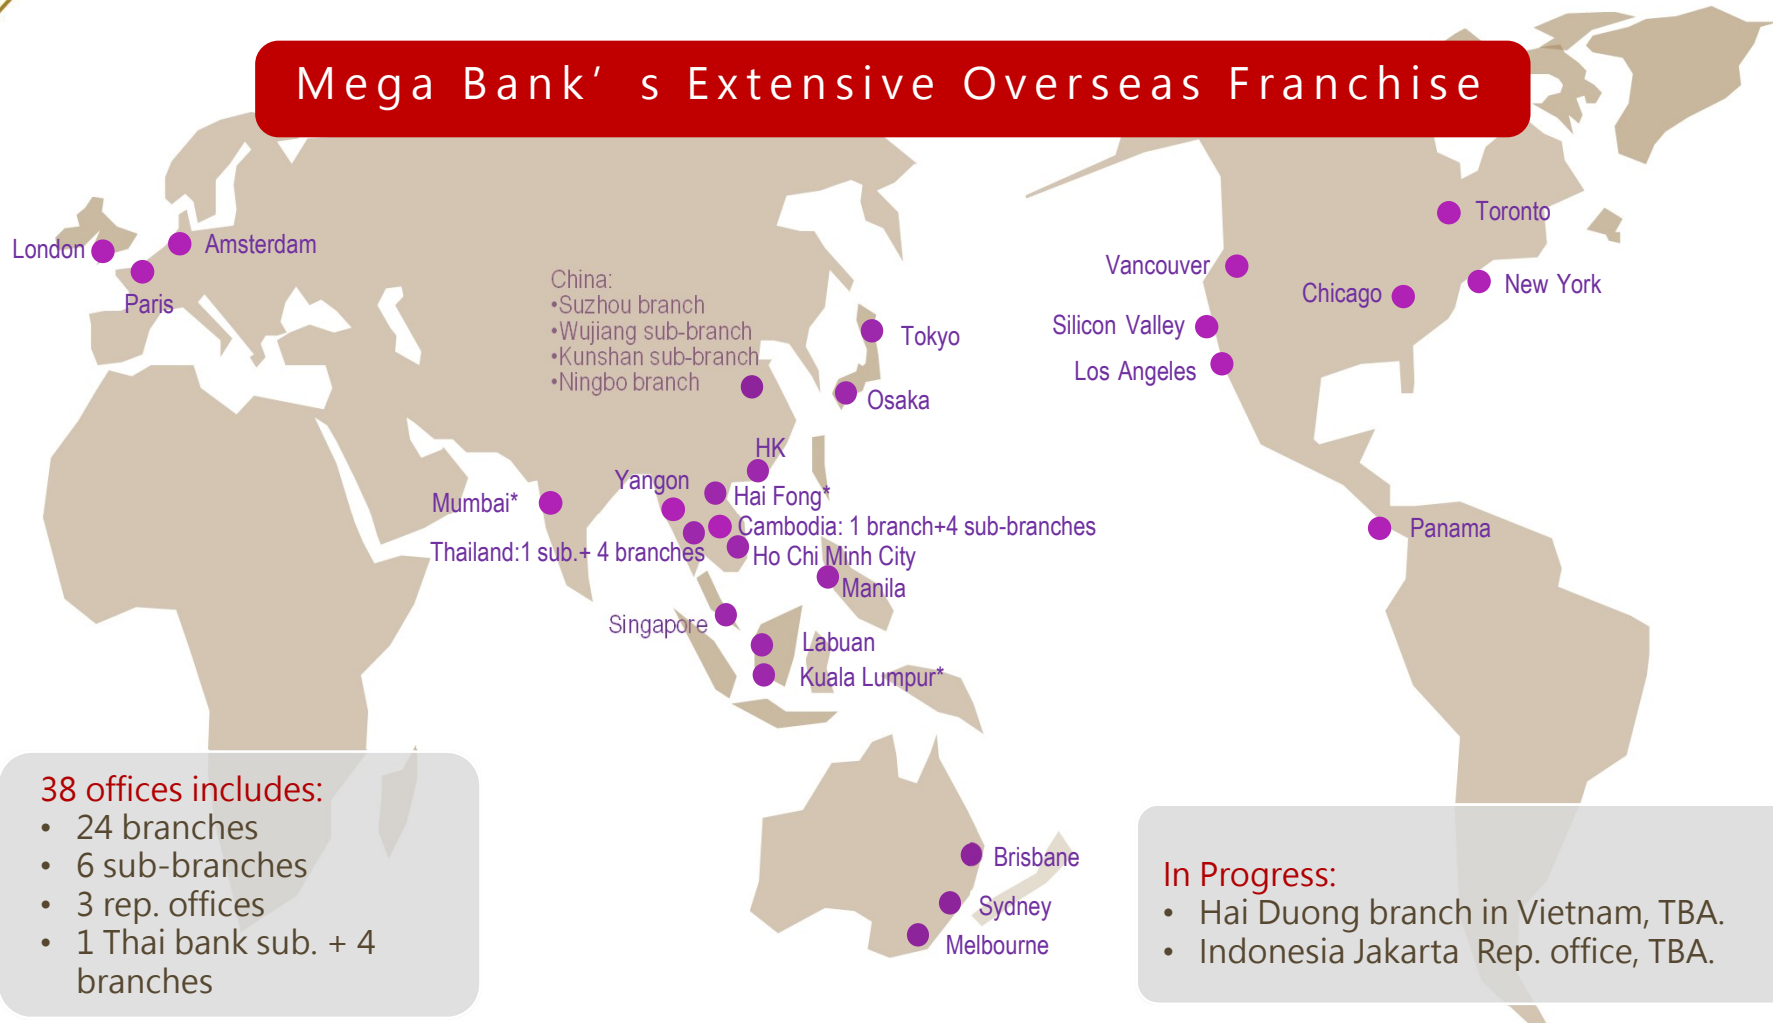 Mega Bank’s Extensive Overseas Franchise
London
Amsterdam
Paris
China:
•Suzhou branch
•Wujiang sub-branch
•Kunshan sub-branch
•Ningbo branch
Tokyo
Osaka
HK
Yangon
Hai Fong*
Mumbai*
Cambodia: 1 branch+4 sub-branches
Thailand:1 sub.+ 4 branches
Ho Chi Minh City
Manila
Singapore
Labuan
Kuala Lumpur*
Toronto
Vancouver
Chicago
New York
Silicon Valley
Los Angeles
Panama
Brisbane
Sydney
Melbourne
38 offices includes:
• 24 branches
• 6 sub-branches
• 3 rep. offices
• 1 Thai bank sub. + 4
branches
In Progress:
• Hai Duong branch in Vietnam, TBA.
• Indonesia Jakarta Rep. office, TBA.